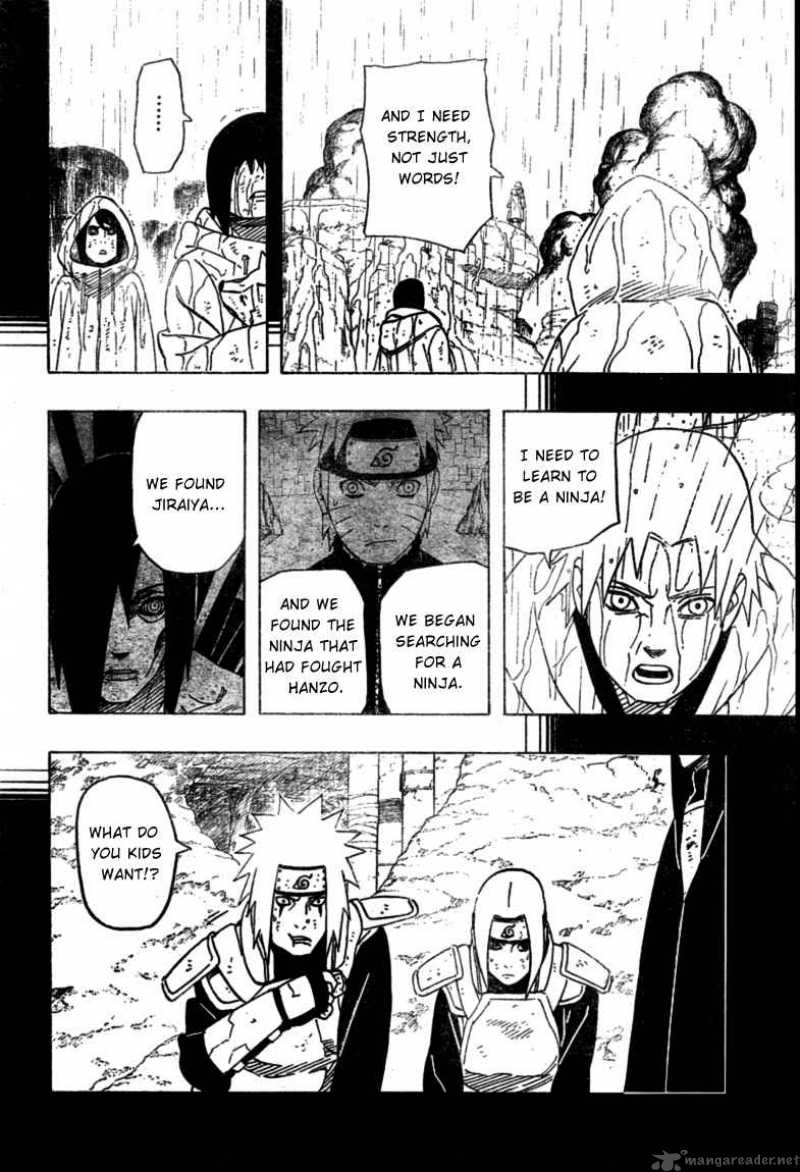 AND I NEED
STRENGTH,
NOT JUST
WORDS!
.....
I NEED TO
LEARN TO
BE A NINJA!
WE BEGAN
SEARCHING
FOR A
NINJA.
AND WE
FOUND THE
NINJA THAT
HAD FOUGHT
HANZO.
WE FOUND
JIRAIYA...
WHAT DO
YOU KIDS
WANT!?
mangareader.net